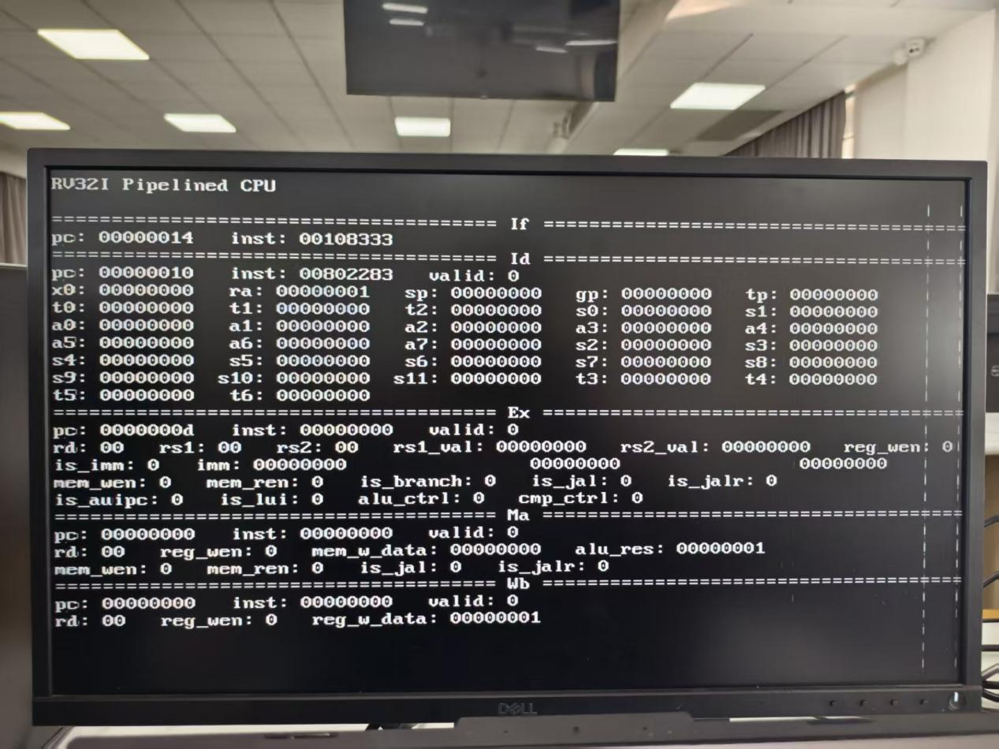 RV32I Pipelined CPU
===================================== If ===================================
pc: 00000014 inst: 00108333
===================================== Id ===================================
pc: 00000010 inst: 00802283 valid: 0
x0: 00000000 ra: 00000001 sp: 00000000 gp: 00000000 tp: 00000000
t0: 00000000 t1: 00000000 t2: 00000000 s0: 00000000 s1: 00000000
a0: 00000000 a1: 00000000 a2: 00000000 a3: 00000000 a4: 00000000
a5: 00000000 a6: 00000000 a7: 00000000 s2: 00000000 s3: 00000000
s4: 00000000 s5: 00000000 s6: 00000000 s7: 00000000 s8: 00000000
s9: 00000000 s10: 00000000 s11: 00000000 t3: 00000000 t4: 00000000
t5: 00000000 t6: 00000000
===================================== Ex ===================================
pc: 0000000d inst: 00000000 valid: 0
rd: 00 rs1: 00 rs2: 00 rs1_val: 00000000 rs2_val: 00000000 reg_wen: 0
is_imm: 0 imm: 00000000 00000000 00000000
mem_wen: 0 mem_ren: 0 is_branch: 0 is_jal: 0 is_jalr: 0
is_auipc: 0 is_lui: 0 alu_ctrl: 0 cmp_ctrl: 0
===================================== Ma ===================================
pc: 00000000 inst: 00000000 valid: 0
rd: 00 reg_wen: 0 mem_w_data: 00000000 alu_res: 00000001
mem_wen: 0 mem_ren: 0 is_jal: 0 is_jalr: 0
===================================== Wb ===================================
pc: 00000000 inst: 00000000 valid: 0
rd: 00 reg_wen: 0 reg_w_data: 00000001
DELL